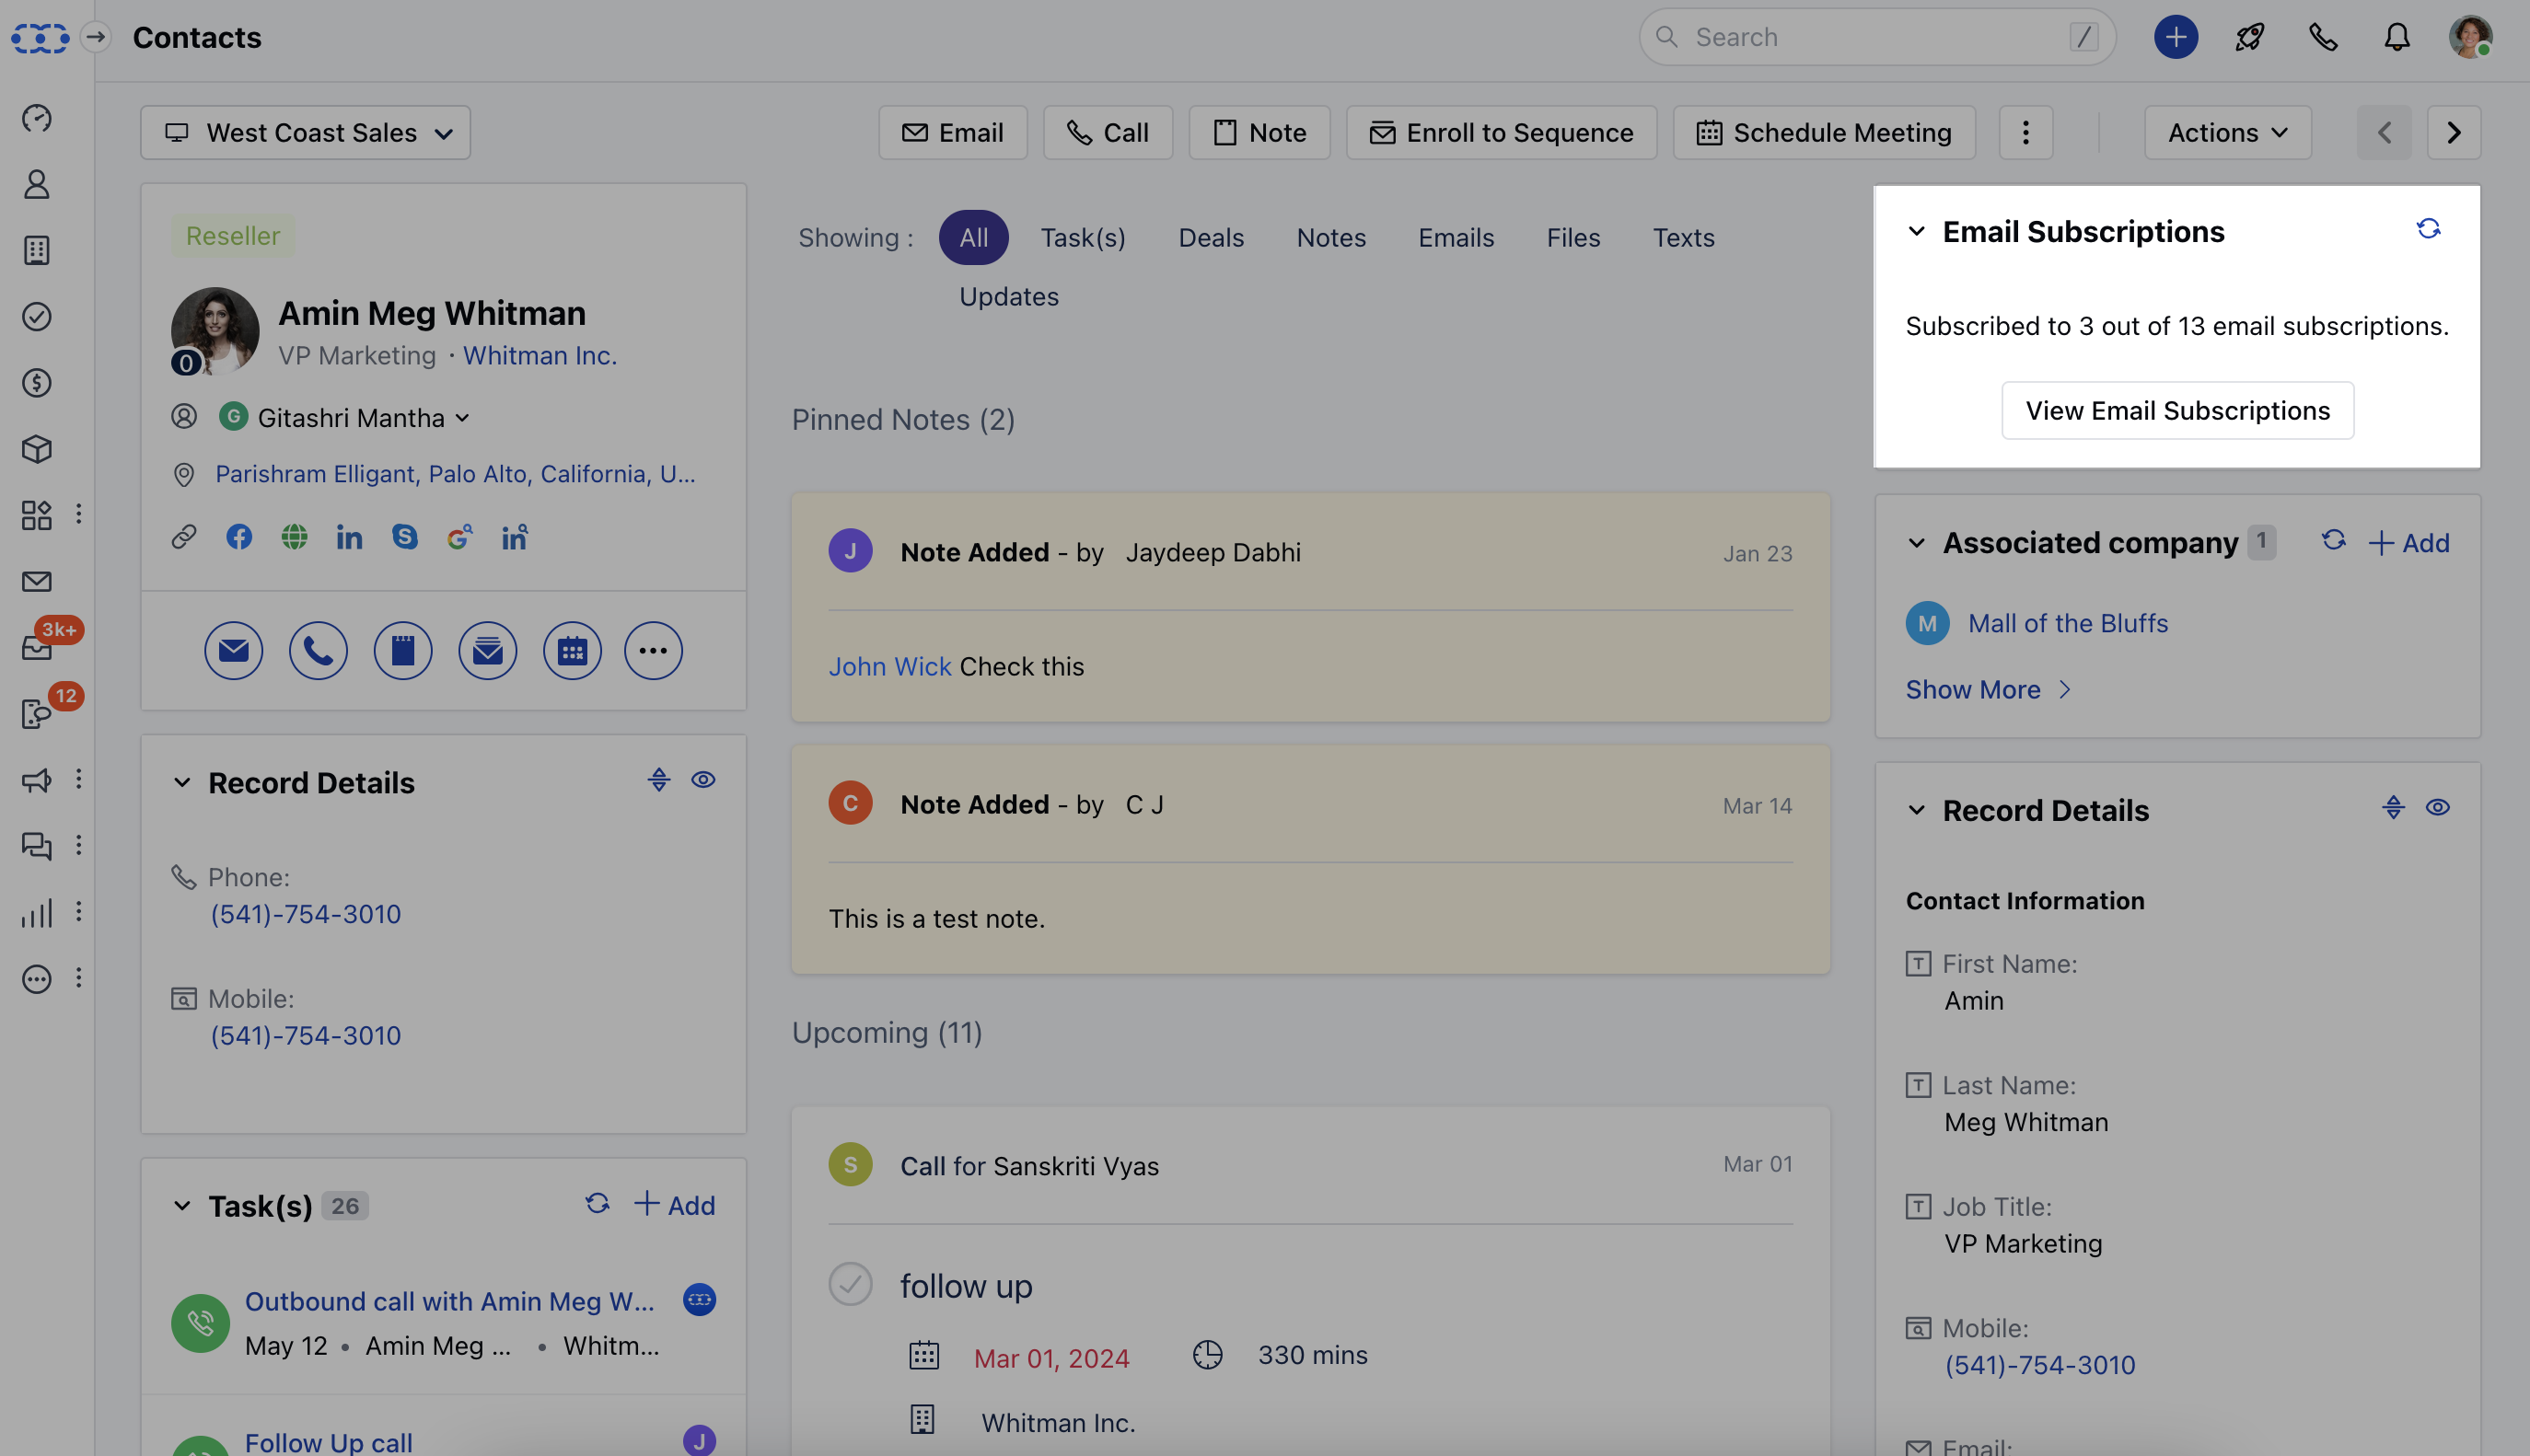 Contacts
Search /
West Coast Sales
Email
Call
Note
Enroll to Sequence
Schedule Meeting
Actions
Reseller
Amin Meg Whitman
0
VP Marketing · Whitman Inc.
G Gitashri Mantha
Parishram Elligant, Palo Alto, California, U...
3k+
12
Record Details
Phone:
(541)-754-3010
Mobile:
(541)-754-3010
Task(s) 26
Add
Outbound call with Amin Meg W...
May 12 • Amin Meg ... • Whitm...
Follow Up call
J
Showing :
All
Task(s)
Deals
Notes
Emails
Files
Texts
Updates
Pinned Notes (2)
J Note Added - by Jaydeep Dabhi
Jan 23
John Wick Check this
C Note Added - by C J
Mar 14
This is a test note.
Upcoming (11)
S Call for Sanskriti Vyas
Mar 01
follow up
Mar 01, 2024
330 mins
Whitman Inc.
Email Subscriptions
Subscribed to 3 out of 13 email subscriptions.
View Email Subscriptions
Associated company 1
+ Add
M Mall of the Bluffs
Show More
Record Details
Contact Information
First Name:
Amin
Last Name:
Meg Whitman
Job Title:
VP Marketing
Mobile:
(541)-754-3010
Email: